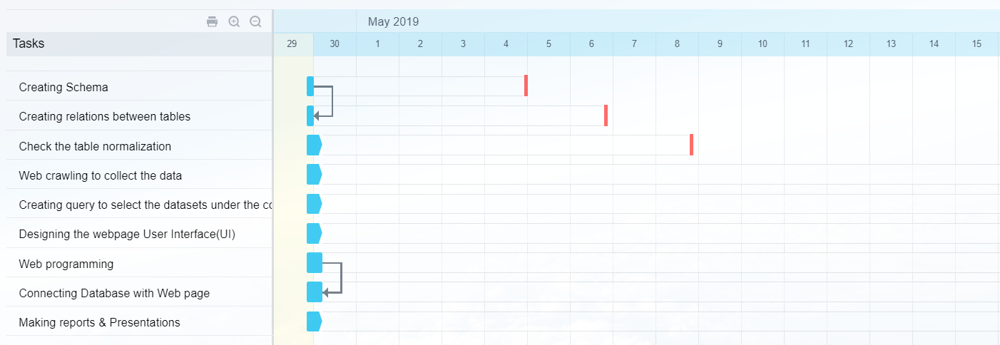 May 2019
Tasks
29 30 1 2 3 4 5 6 7 8 9 10 11 12 13 14 15
Creating Schema
Creating relations between tables
Check the table normalization
Web crawling to collect the data
Creating query to select the datasets under the
Designing the webpage User Interface(UI)
Web programming
Connecting Database with Web page
Making reports & Presentations